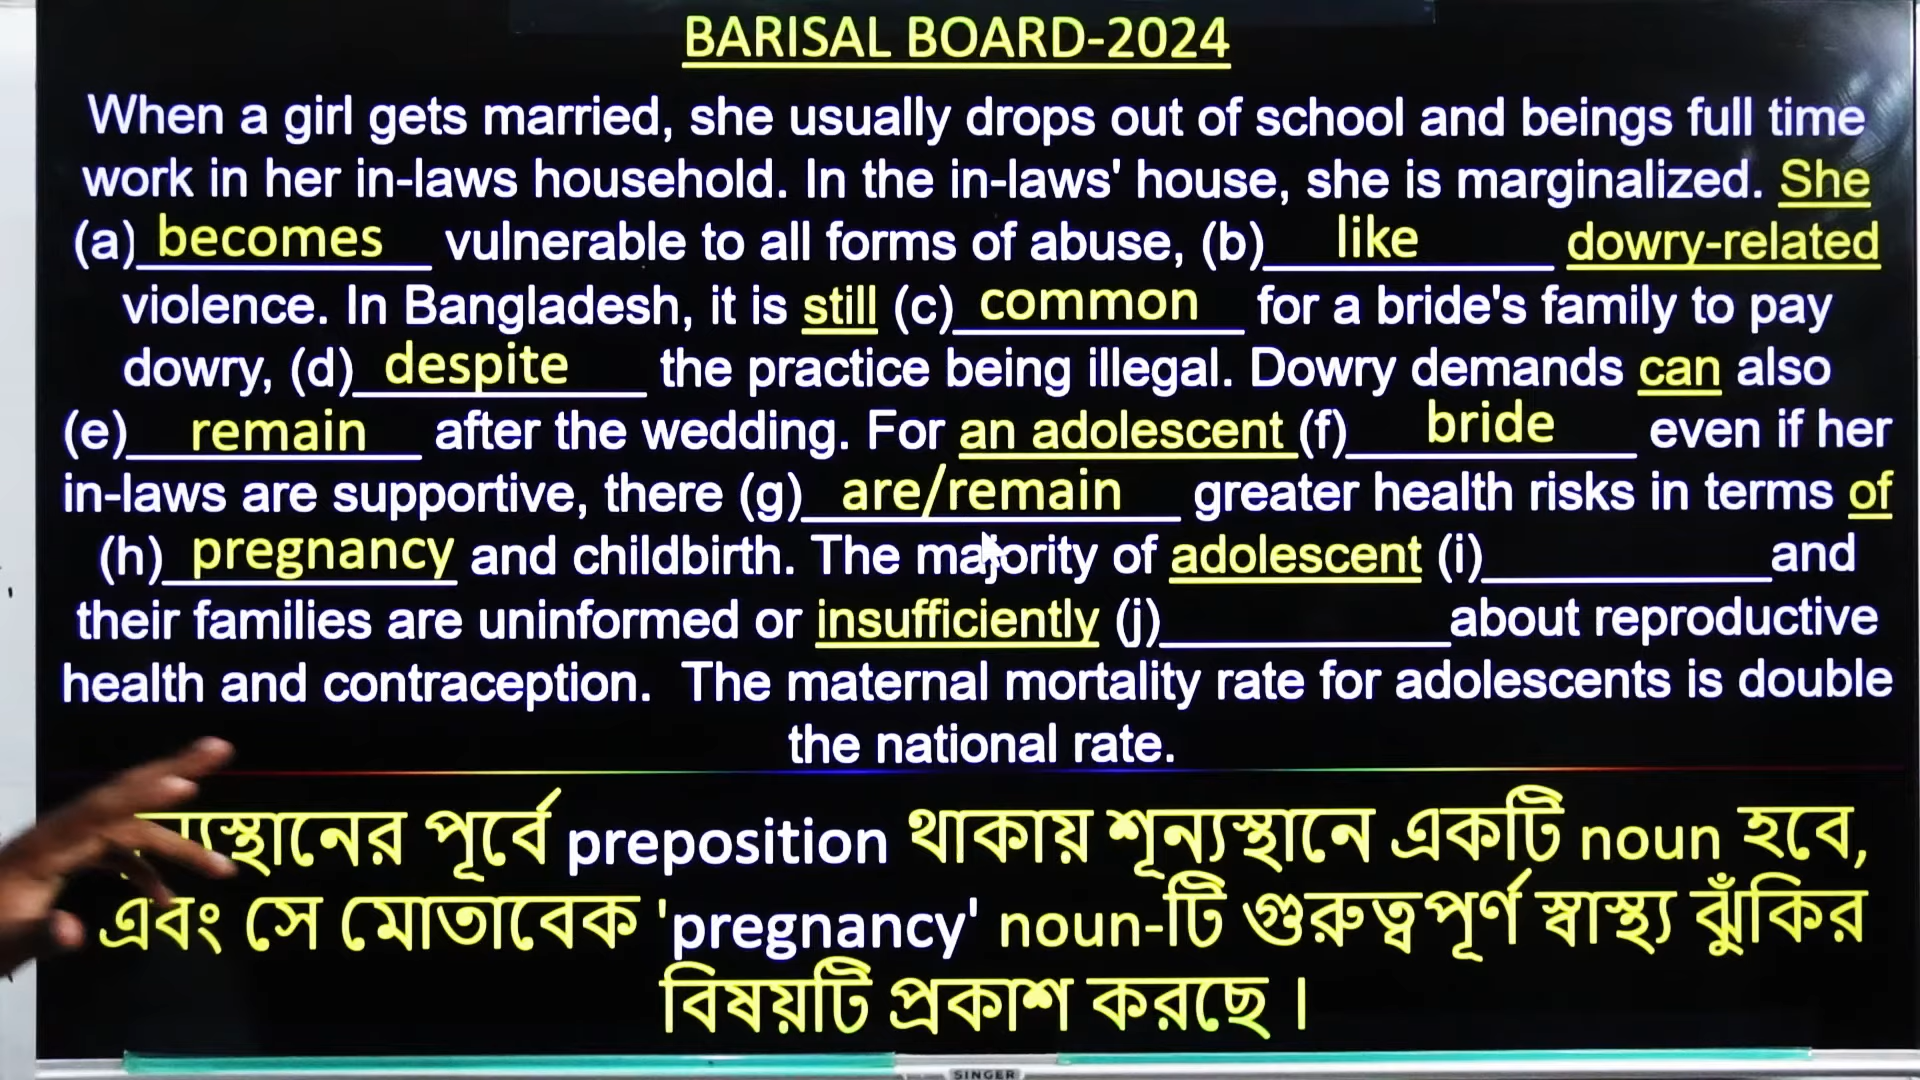 BARISAL BOARD-2024
When a girl gets married, she usually drops out of school and beings full time
work in her in-laws household. In the in-laws' house, she is marginalized. She
(a) becomes vulnerable to all forms of abuse, (b) like dowry-related
violence. In Bangladesh, it is still (c) common for a bride's family to pay
dowry, (d) despite the practice being illegal. Dowry demands can also
(e) remain after the wedding. For an adolescent (f) bride even if her
in-laws are supportive, there (g) are/remain greater health risks in terms of
(h) pregnancy and childbirth. The majority of adolescent (i)____________and
their families are uninformed or insufficiently (j)____________about reproductive
health and contraception. The maternal mortality rate for adolescents is double
the national rate.
পূর্বে preposition থাকায় শূন্যস্থানে একটি noun হবে,
এবং সে মোতাবেক 'pregnancy' noun-টি গুরুত্বপূর্ণ স্বাস্থ্য ঝুঁকির
বিষয়টি প্রকাশ করছে।
SINGER